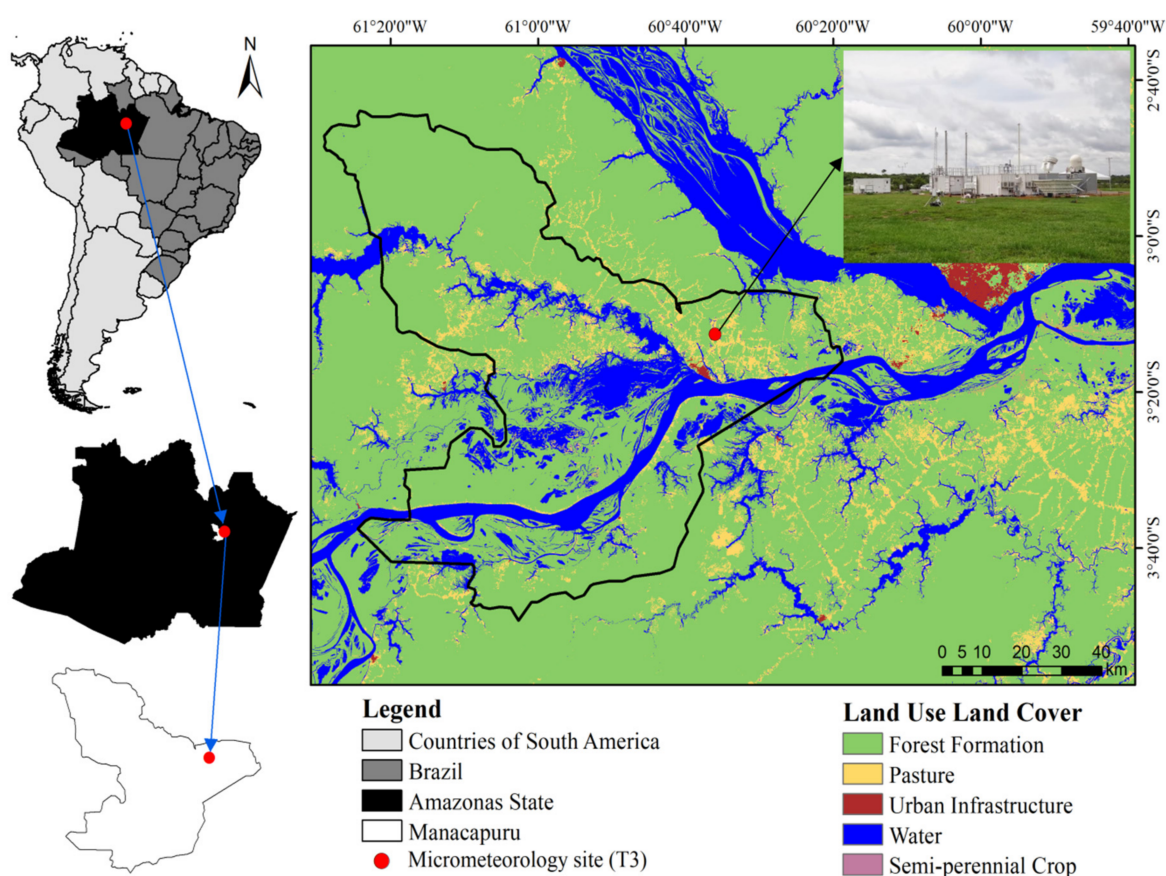 N
61°20'0"W 61°0'0"W 60°40'0"W 60°20'0"W 60°0'0"W 59°40'0"W
2°40'0"S
3°0'0"S
3°20'0"S
3°40'0"S
0 5 10 20 30 40
km
Legend
Countries of South America
Brazil
Amazonas State
Manacapuru
Micrometeorology site (T3)
Land Use Land Cover
Forest Formation
Pasture
Urban Infrastructure
Water
Semi-perennial Crop